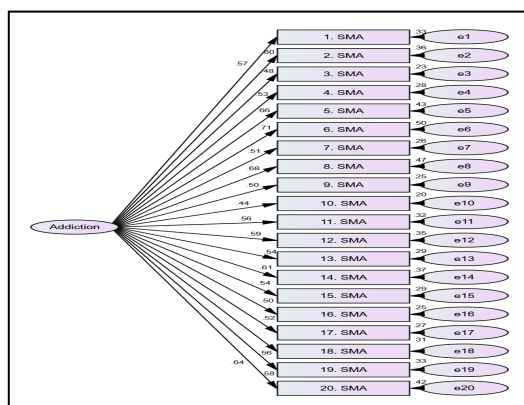 .33
.57 1. SMA e1
.36
.60 2. SMA e2
.23
.48 3. SMA e3
.28
.53 4. SMA e4
.43
.66 5. SMA e5
.50
.71 6. SMA e6
.26
.51 7. SMA e7
.47
.68 8. SMA e8
.25
.50 9. SMA e9
.20
.44 10. SMA e10
.32
Addiction .56 11. SMA e11
.35
.59 12. SMA e12
.29
.54 13. SMA e13
.37
.61 14. SMA e14
.29
.54 15. SMA e15
.25
.50 16. SMA e16
.27
.52 17. SMA e17
.31
.56 18. SMA e18
.33
.58 19. SMA e19
.42
.64 20. SMA e20